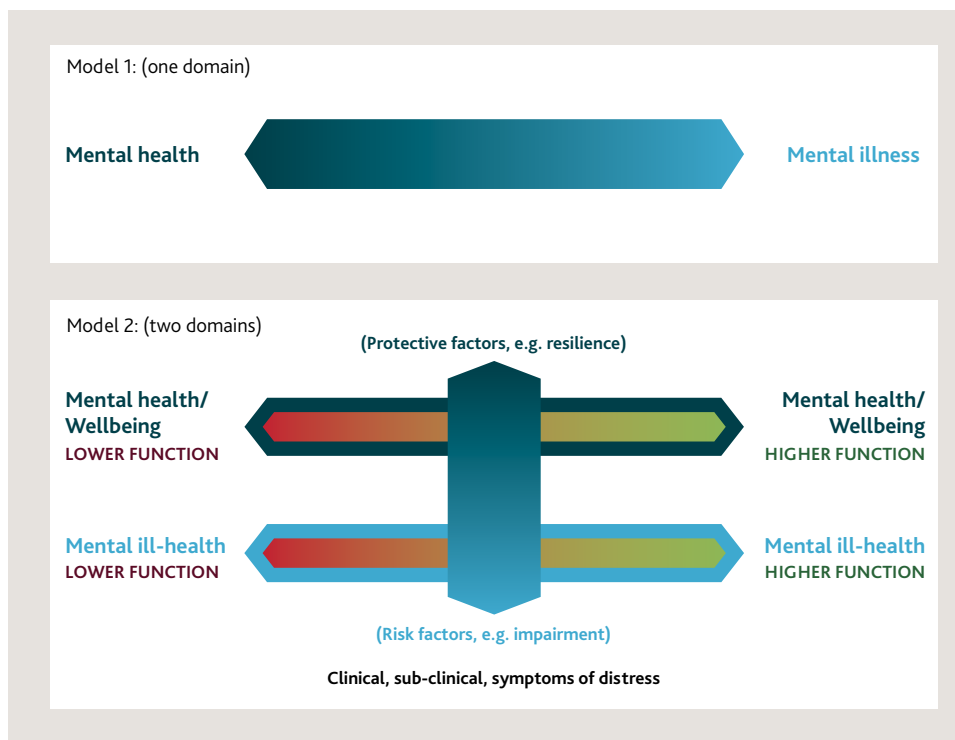 Model 1: (one domain)
Mental health
Mental illness
Model 2: (two domains)
(Protective factors, e.g. resilience)
Mental health/
Wellbeing
LOWER FUNCTION
Mental health/
Wellbeing
HIGHER FUNCTION
Mental ill-health
LOWER FUNCTION
Mental ill-health
HIGHER FUNCTION
(Risk factors, e.g. impairment)
Clinical, sub-clinical, symptoms of distress